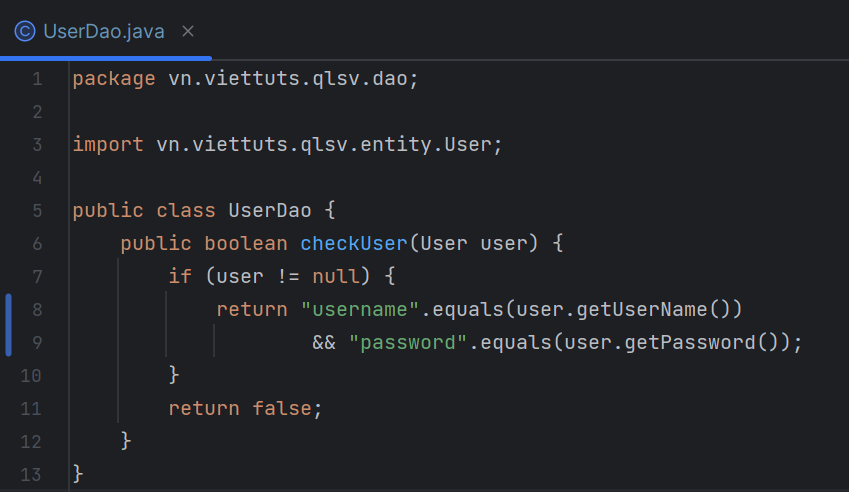 UserDao.java
1 package vn.viettuts.qlsv.dao;
2
3 import vn.viettuts.qlsv.entity.User;
4
5 public class UserDao {
6     public boolean checkUser(User user) {
7         if (user != null) {
8             return "username".equals(user.getUserName())
9                     && "password".equals(user.getPassword());
10         }
11         return false;
12     }
13 }